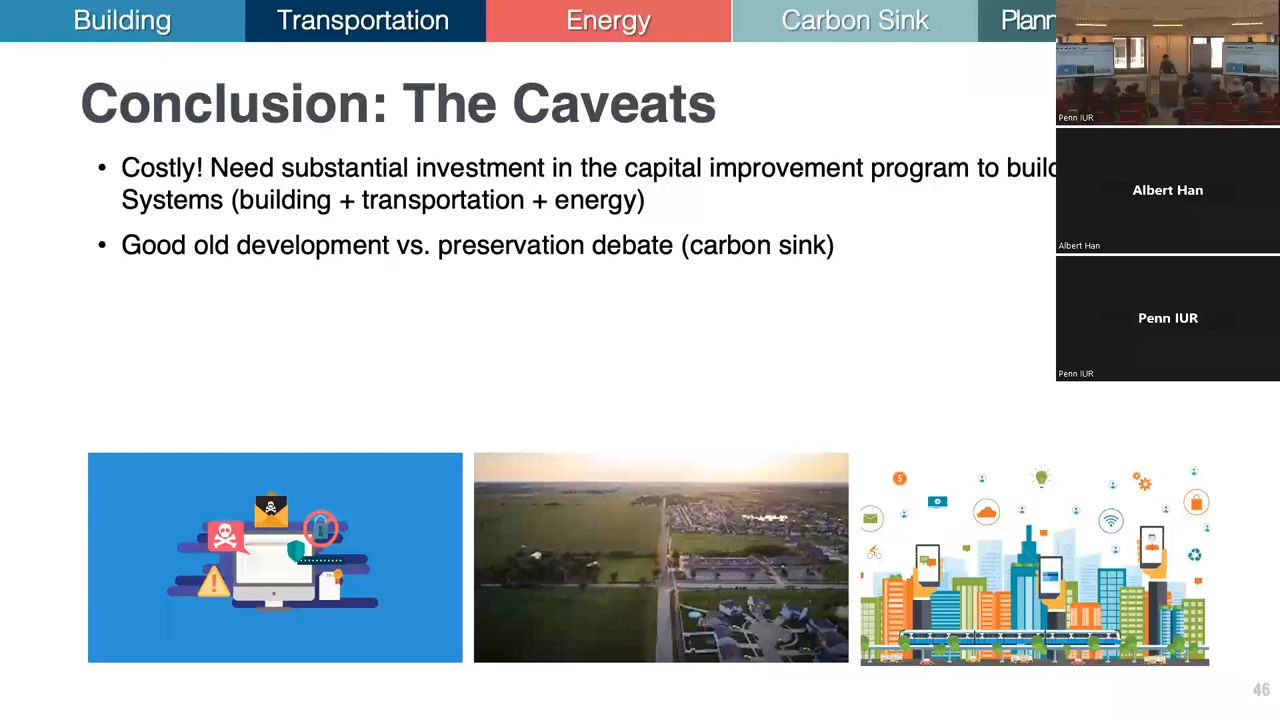 Building
Transportation
Energy
Carbon Sink
Conclusion: The Caveats
• Costly! Need substantial investment in the capital improvement program to build
Systems (building + transportation + energy)
• Good old development vs. preservation debate (carbon sink)
Penn IUR
Albert Han
Albert Han
Penn IUR
Penn IUR
46